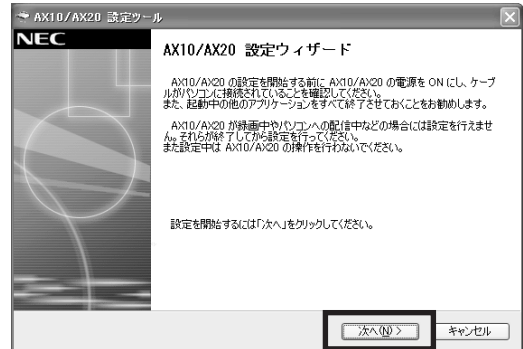 AX10/AX20 設定ツール
NEC
AX10/AX20 設定ウィザード
AX10/AX20 の設定を開始する前に AX10/AX20 の電源を ON にし、ケーブ
ルがパソコンに接続されていることを確認してください。
また、起動中の他のアプリケーションをすべて終了させておくことをお勧めします。
AX10/AX20 が録画中やパソコンへの配信中などの場合には設定を行えませ
ん。それらが終了してから設定を行ってください。
また設定中は AX10/AX20 の操作を行わないでください。
設定を開始するには「次へ」をクリックしてください。
次へ(N) >
キャンセル